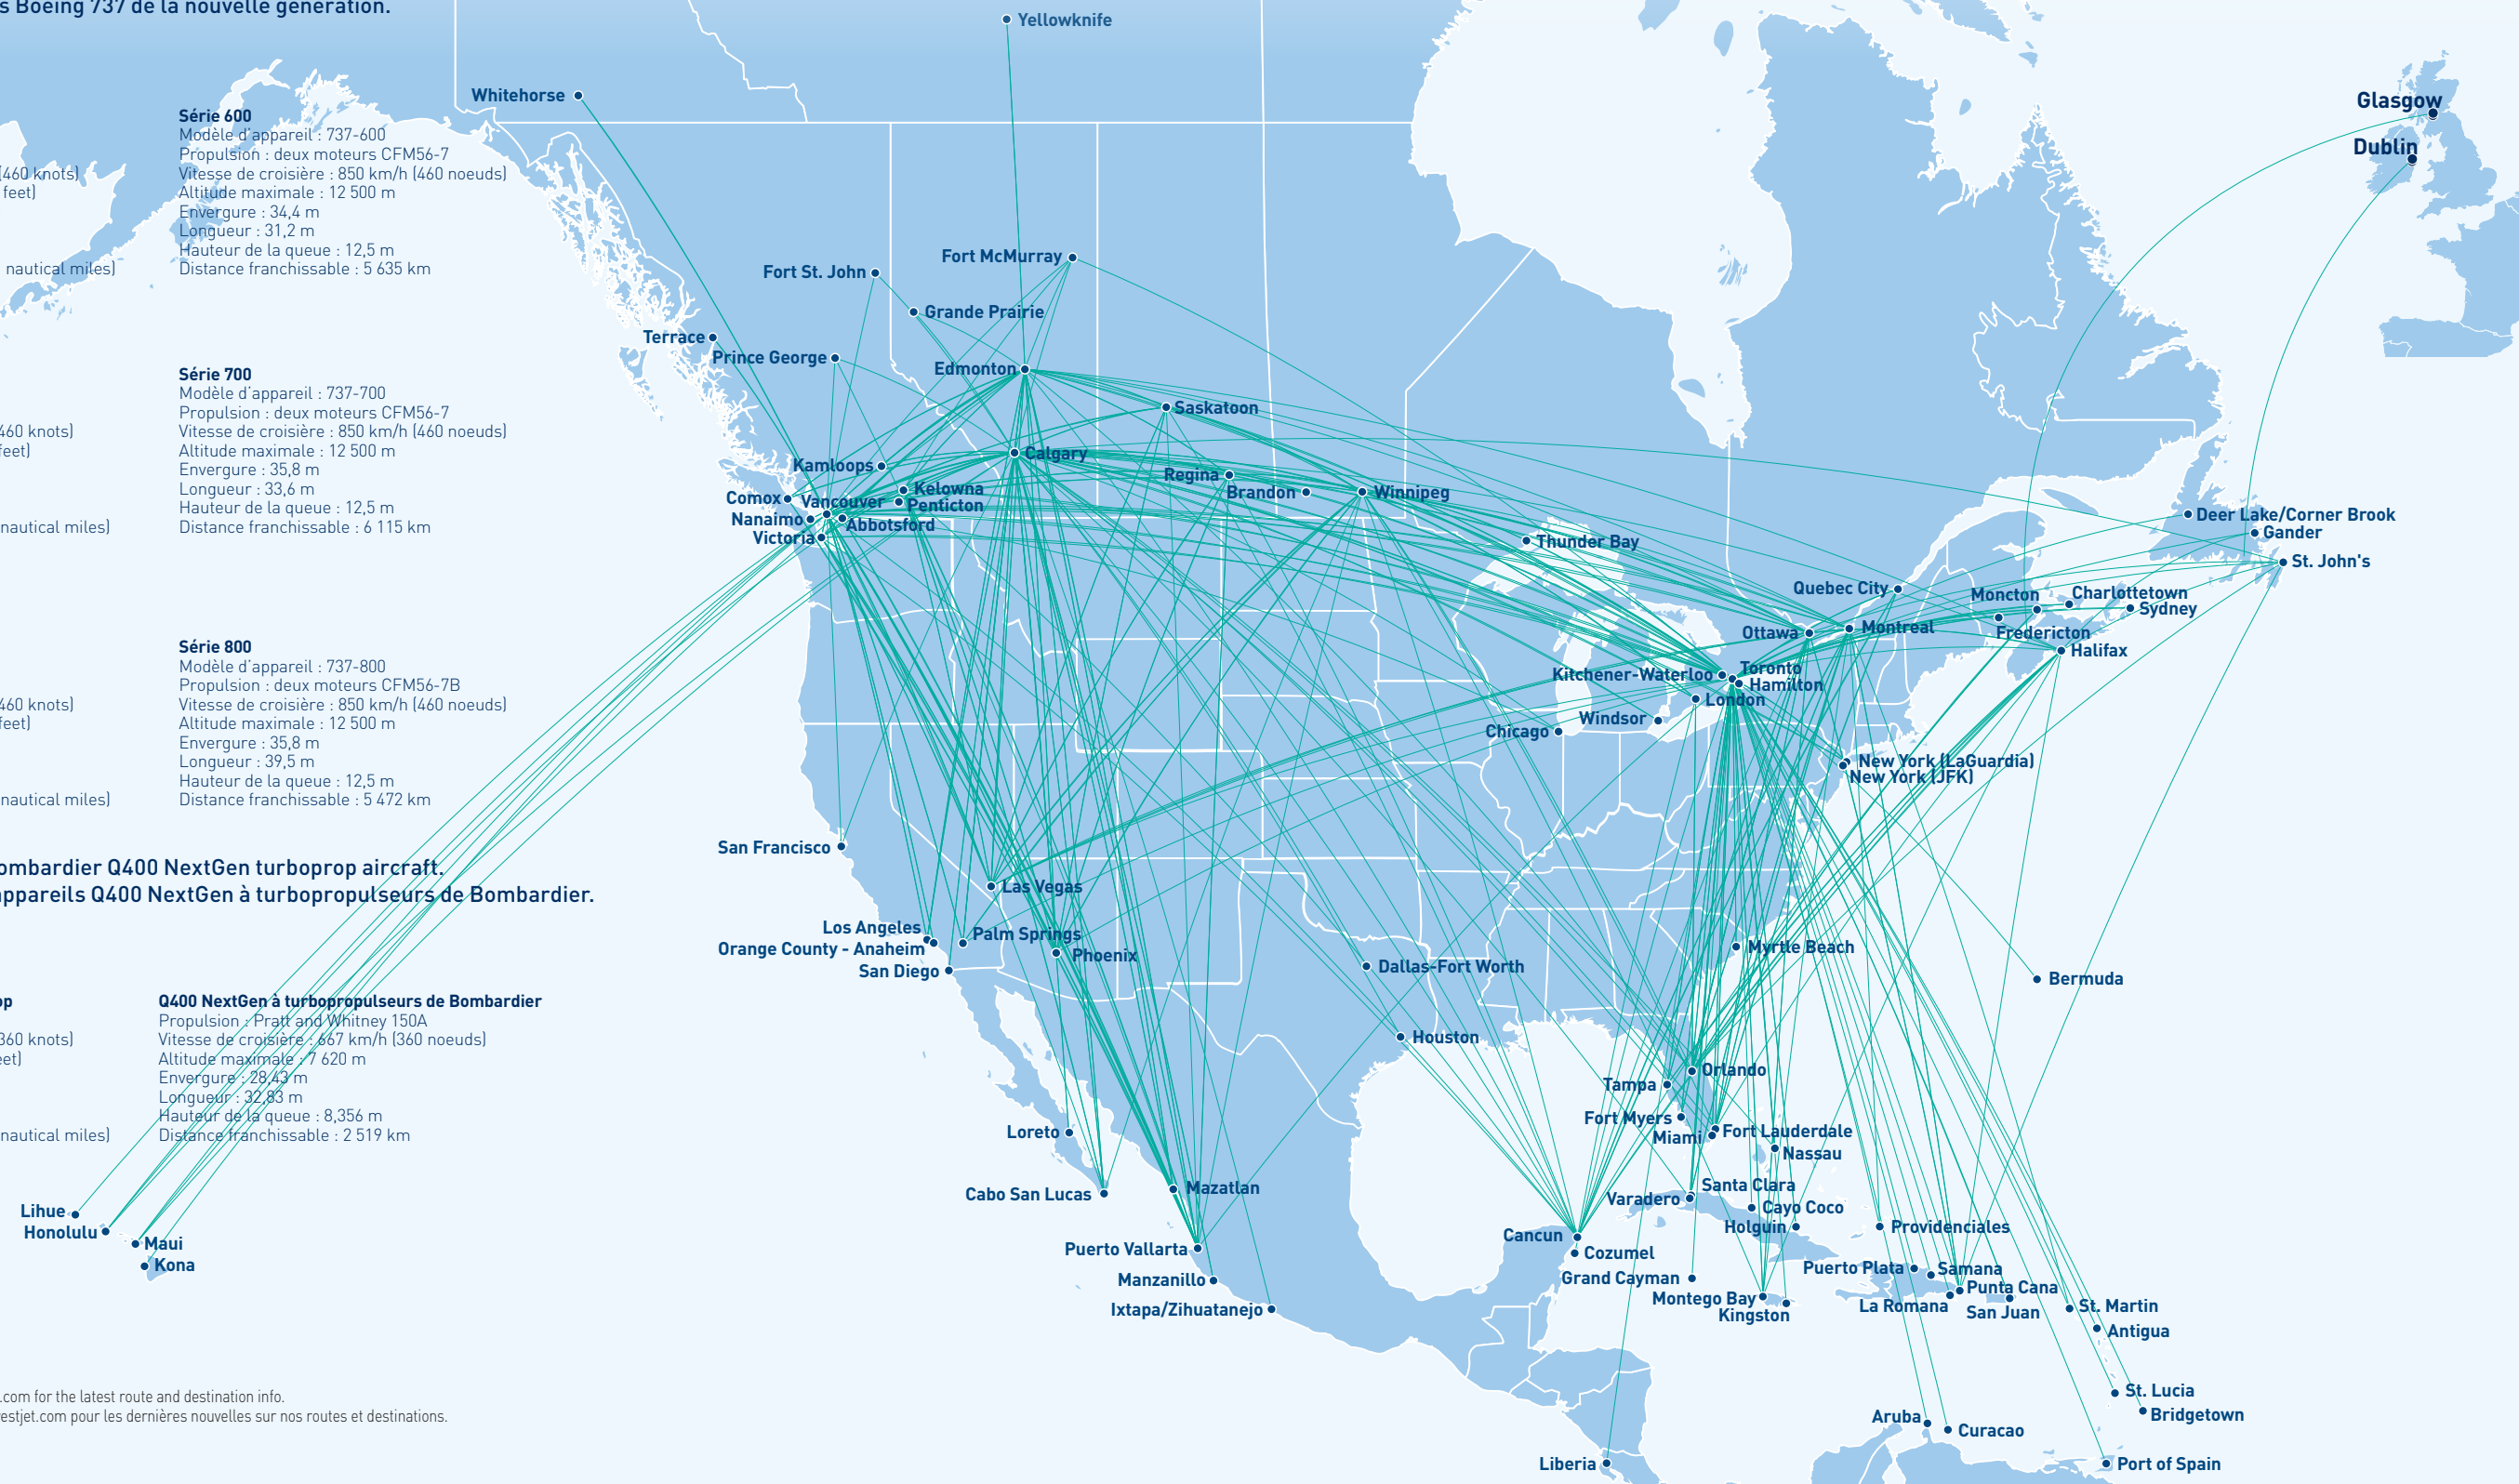 s Boeing 737 de la nouvelle génération.
Série 600
Modèle d'appareil : 737-600
Propulsion : deux moteurs CFM56-7
(460 knots)
Vitesse de croisière : 850 km/h (460 noeuds)
feet)
Altitude maximale : 12 500 m
Envergure : 34,4 m
Longueur : 31,2 m
Hauteur de la queue : 12,5 m
nautical miles)
Distance franchissable : 5 635 km
Série 700
Modèle d'appareil : 737-700
Propulsion : deux moteurs CFM56-7
460 knots)
Vitesse de croisière : 850 km/h (460 noeuds)
feet)
Altitude maximale : 12 500 m
Envergure : 35,8 m
Longueur : 33,6 m
Hauteur de la queue : 12,5 m
nautical miles)
Distance franchissable : 6 115 km
Série 800
Modèle d'appareil : 737-800
Propulsion : deux moteurs CFM56-7B
460 knots)
Vitesse de croisière : 850 km/h (460 noeuds)
feet)
Altitude maximale : 12 500 m
Envergure : 35,8 m
Longueur : 39,5 m
Hauteur de la queue : 12,5 m
nautical miles)
Distance franchissable : 5 472 km
ombardier Q400 NextGen turboprop aircraft.
appareils Q400 NextGen à turbopropulseurs de Bombardier.
op
Q400 NextGen à turbopropulseurs de Bombardier
Propulsion : Pratt and Whitney 150A
360 knots)
Vitesse de croisière : 667 km/h (360 noeuds)
eet)
Altitude maximale : 7 620 m
Envergure : 28,43 m
Longueur : 32,83 m
Hauteur de la queue : 8,356 m
nautical miles)
Distance franchissable : 2 519 km
.com for the latest route and destination info.
estjet.com pour les dernières nouvelles sur nos routes et destinations.
Yellowknife
Whitehorse
Glasgow
Dublin
Fort McMurray
Fort St. John
Grande Prairie
Terrace
Prince George
Edmonton
Saskatoon
Calgary
Kamloops
Regina
Brandon
Winnipeg
Kelowna
Comox
Vancouver
Penticton
Nanaimo
Abbotsford
Victoria
Thunder Bay
Deer Lake/Corner Brook
Gander
St. John's
Quebec City
Moncton
Charlottetown
Sydney
Ottawa
Montreal
Fredericton
Halifax
Toronto
Kitchener-Waterloo
Hamilton
London
Windsor
Chicago
New York (LaGuardia)
New York (JFK)
San Francisco
Las Vegas
Los Angeles
Palm Springs
Orange County - Anaheim
Phoenix
San Diego
Myrtle Beach
Dallas-Fort Worth
Bermuda
Houston
Orlando
Tampa
Fort Myers
Fort Lauderdale
Miami
Nassau
Loreto
Cabo San Lucas
Mazatlan
Santa Clara
Varadero
Cayo Coco
Holguin
Providenciales
Lihue
Honolulu
Maui
Kona
Cancun
Cozumel
Puerto Vallarta
Manzanillo
Ixtapa/Zihuatanejo
Grand Cayman
Montego Bay
Kingston
Puerto Plata
Samana
Punta Cana
La Romana
San Juan
St. Martin
Antigua
St. Lucia
Bridgetown
Aruba
Curacao
Liberia
Port of Spain